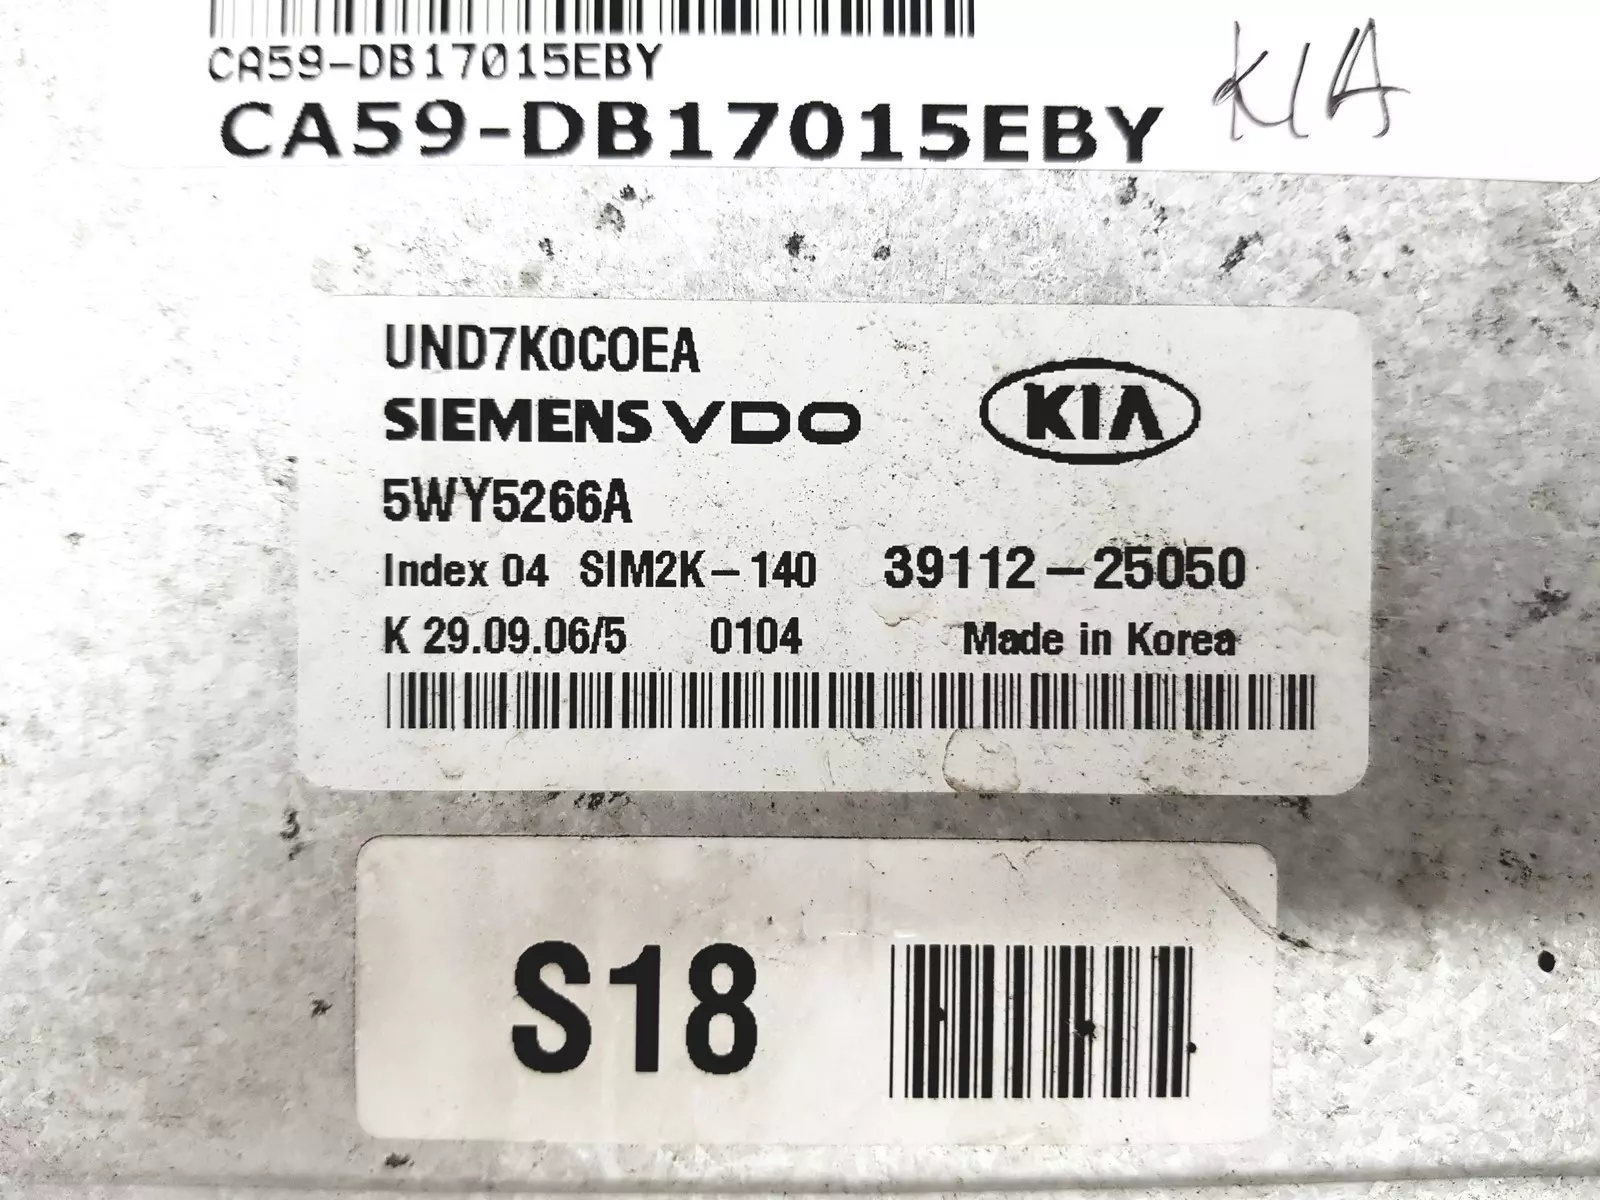 CA59-DB17015EBY
CA59-DB17015EBY KIA
UND7K0C0EA
SIEMENS VDO KIA
5WY5266A
Index 04 SIM2K-140 39112-25050
K 29.09.06/5 0104 Made in Korea
S18